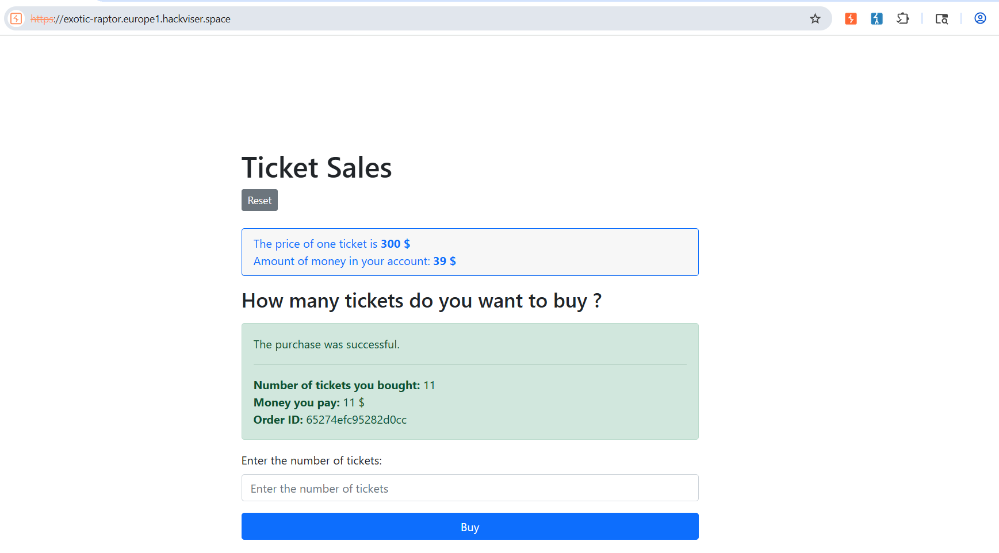 https://exotic-raptor.europe1.hackviser.space
Ticket Sales
Reset
The price of one ticket is 300 $
Amount of money in your account: 39 $
How many tickets do you want to buy ?
The purchase was successful.
Number of tickets you bought: 11
Money you pay: 11 $
Order ID: 65274efc95282d0cc
Enter the number of tickets:
Enter the number of tickets
Buy